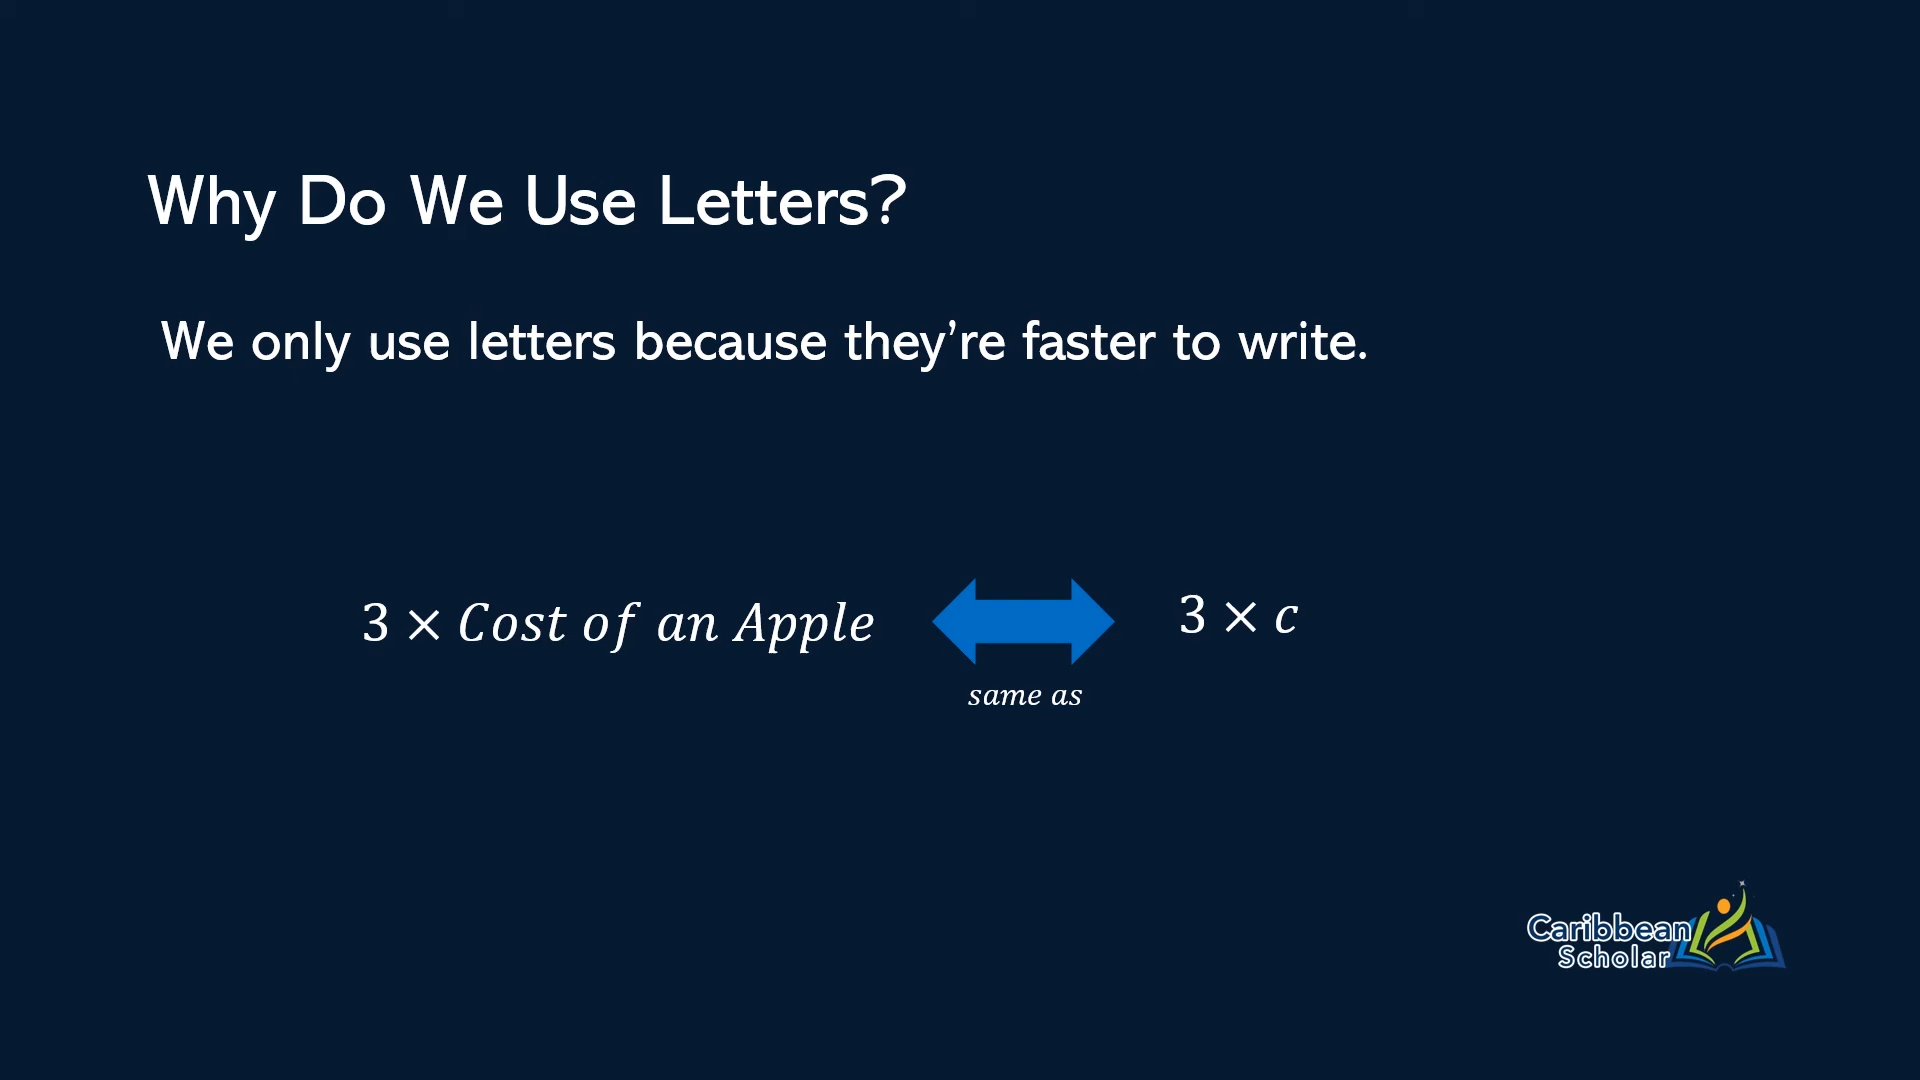 Why Do We Use Letters?
We only use letters because they’re faster to write.
3 × Cost of an Apple
3 × c
same as
Caribbean
Scholar